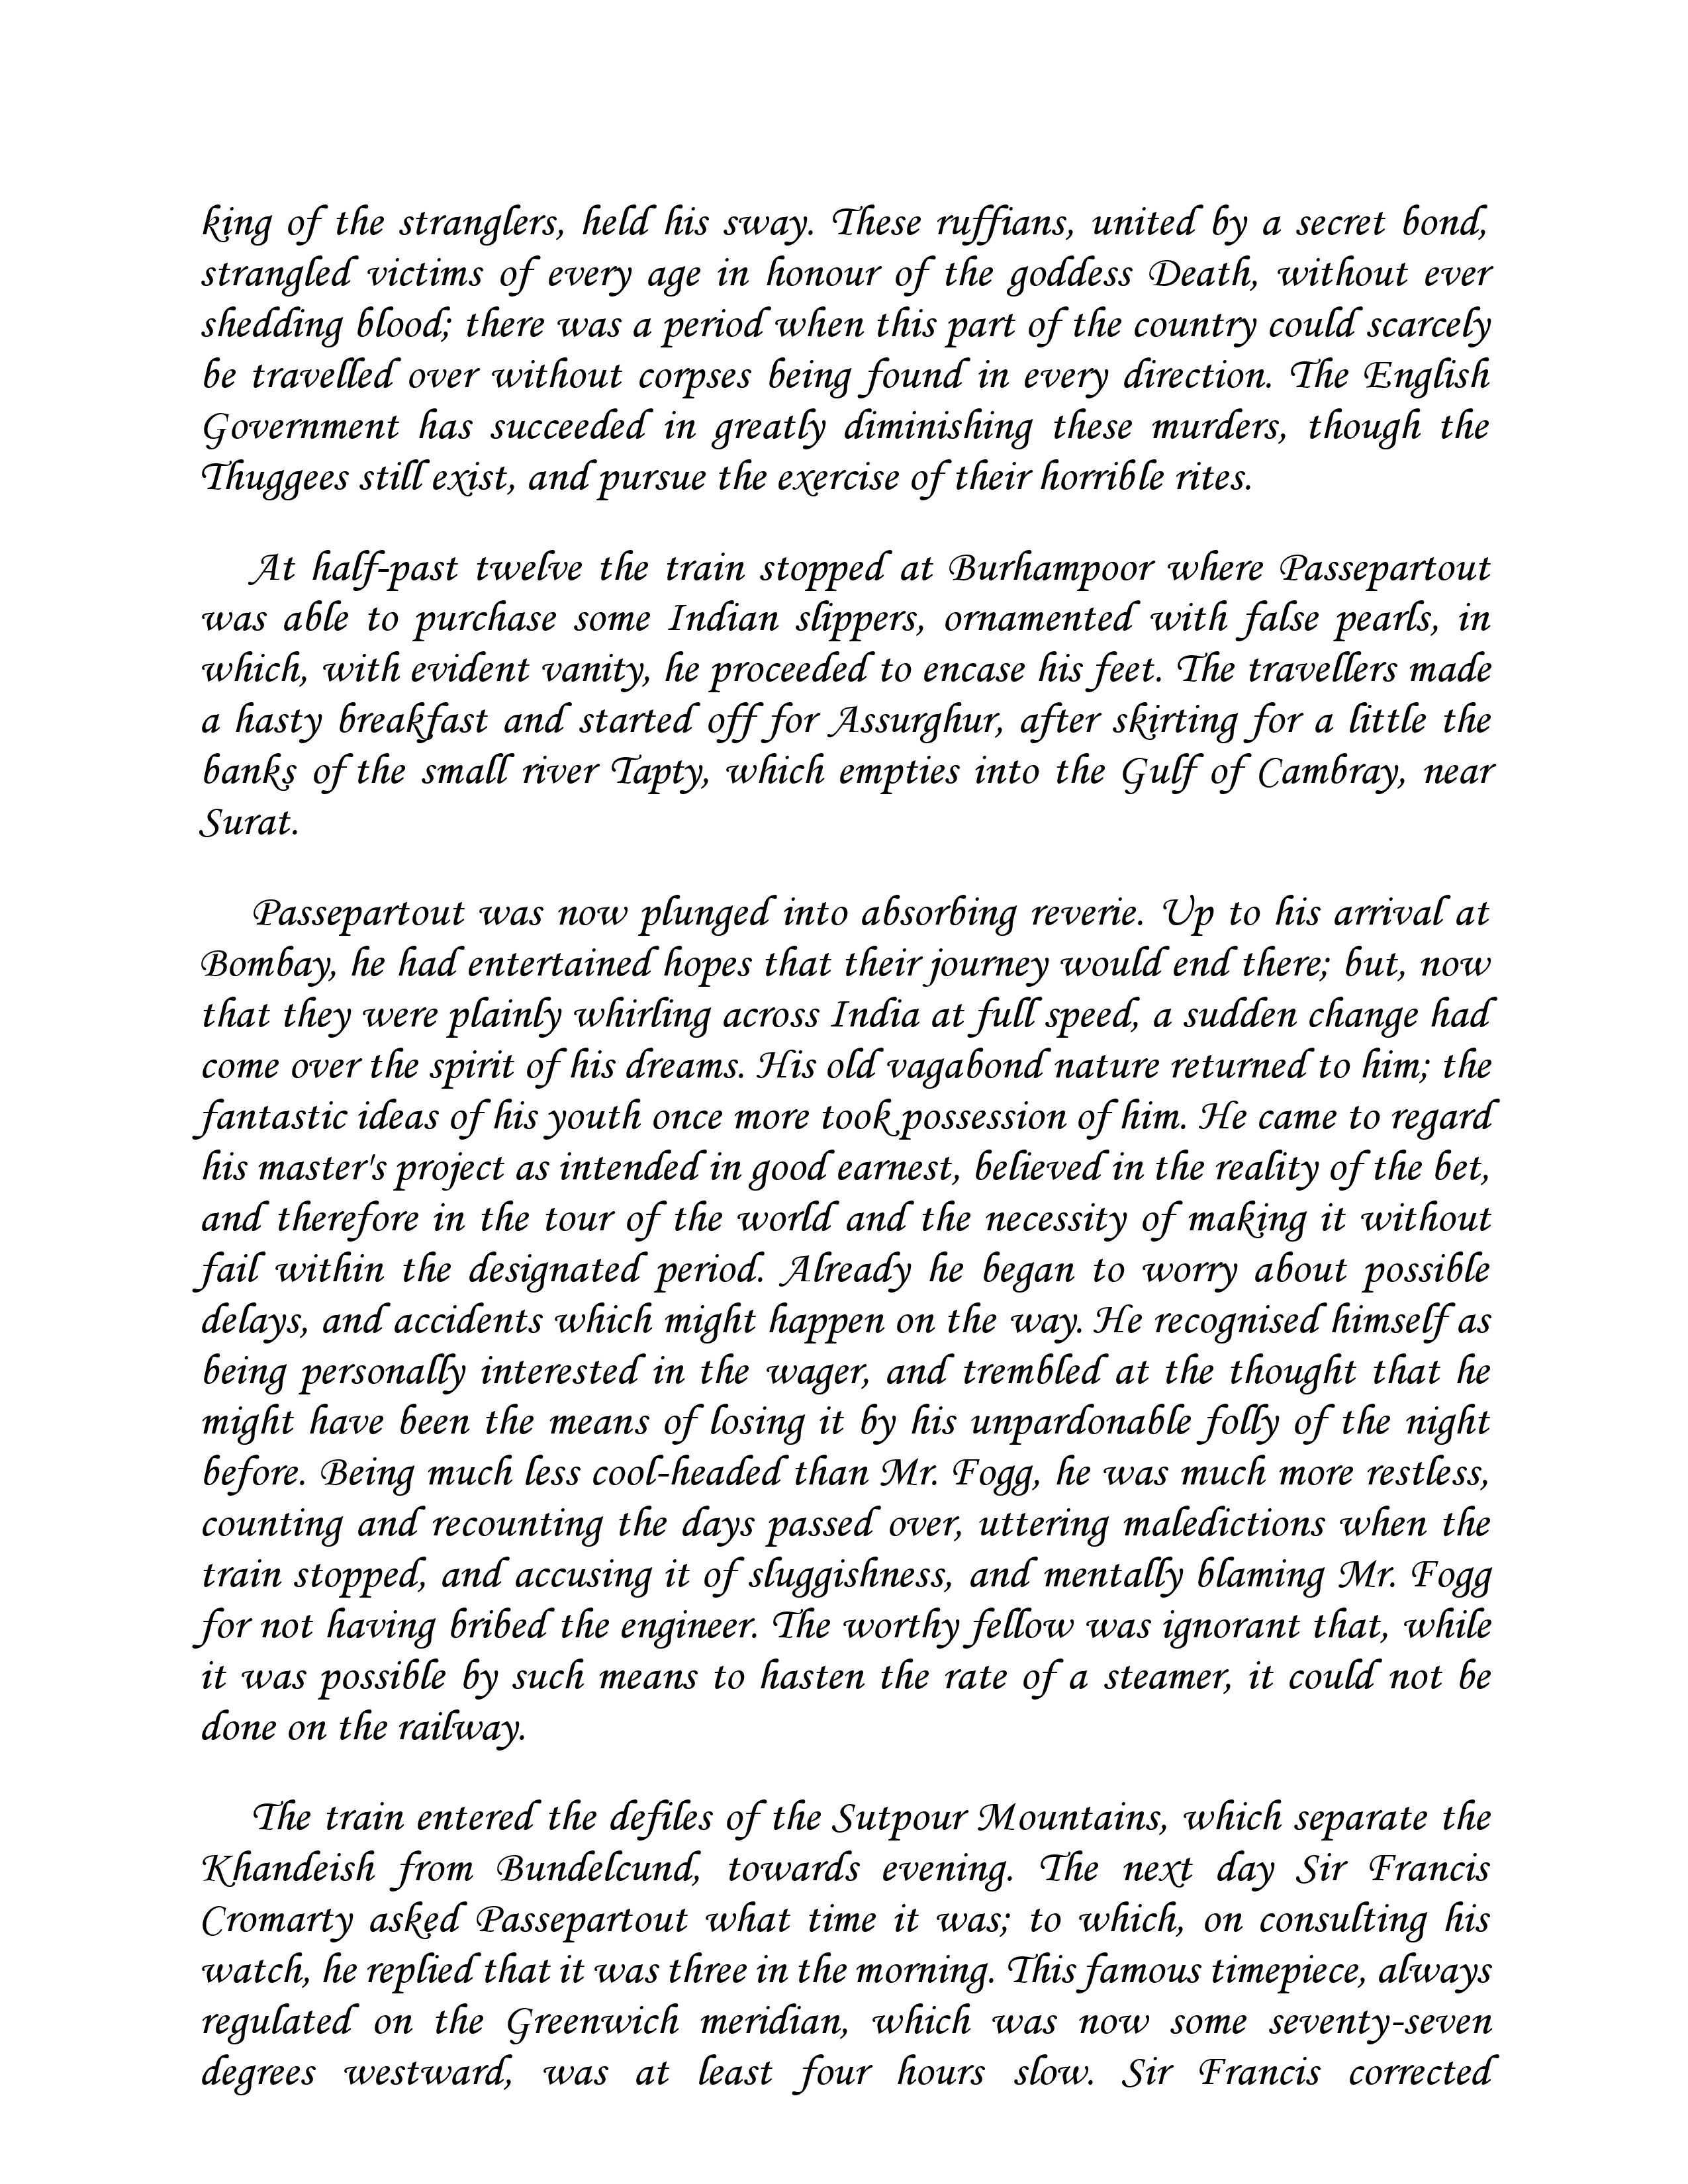 king of the stranglers, held his sway. These ruffians, united by a secret bond,
strangled victims of every age in honour of the goddess Death, without ever
shedding blood; there was a period when this part of the country could scarcely
be travelled over without corpses being found in every direction. The English
Government has succeeded in greatly diminishing these murders, though the
Thuggees still exist, and pursue the exercise of their horrible rites.
At half-past twelve the train stopped at Burhampoor where Passepartout
was able to purchase some Indian slippers, ornamented with false pearls, in
which, with evident vanity, he proceeded to encase his feet. The travellers made
a hasty breakfast and started off for Assurghur, after skirting for a little the
banks of the small river Tapty, which empties into the Gulf of Cambray, near
Surat.
Passepartout was now plunged into absorbing reverie. Up to his arrival at
Bombay, he had entertained hopes that their journey would end there; but, now
that they were plainly whirling across India at full speed, a sudden change had
come over the spirit of his dreams. His old vagabond nature returned to him; the
fantastic ideas of his youth once more took possession of him. He came to regard
his master's project as intended in good earnest, believed in the reality of the bet,
and therefore in the tour of the world and the necessity of making it without
fail within the designated period. Already he began to worry about possible
delays, and accidents which might happen on the way. He recognised himself as
being personally interested in the wager, and trembled at the thought that he
might have been the means of losing it by his unpardonable folly of the night
before. Being much less cool-headed than Mr. Fogg, he was much more restless,
counting and recounting the days passed over, uttering maledictions when the
train stopped, and accusing it of sluggishness, and mentally blaming Mr. Fogg
for not having bribed the engineer. The worthy fellow was ignorant that, while
it was possible by such means to hasten the rate of a steamer, it could not be
done on the railway.
The train entered the defiles of the Sutpour Mountains, which separate the
Khandeish from Bundelcund, towards evening. The next day Sir Francis
Cromarty asked Passepartout what time it was; to which, on consulting his
watch, he replied that it was three in the morning. This famous timepiece, always
regulated on the Greenwich meridian, which was now some seventy-seven
degrees westward, was at least four hours slow. Sir Francis corrected